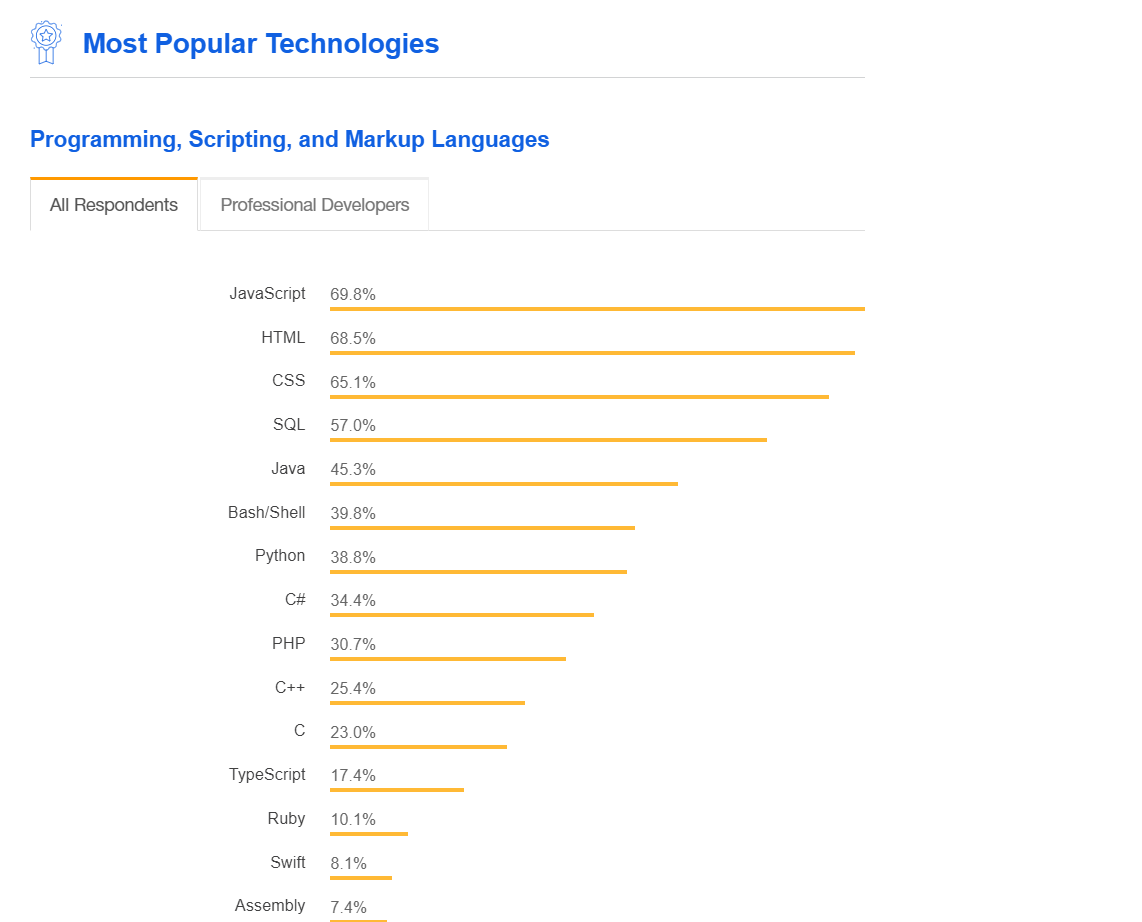 Most Popular Technologies
Programming, Scripting, and Markup Languages
All Respondents Professional Developers
JavaScript 69.8%
HTML 68.5%
CSS 65.1%
SQL 57.0%
Java 45.3%
Bash/Shell 39.8%
Python 38.8%
C# 34.4%
PHP 30.7%
C++ 25.4%
C 23.0%
TypeScript 17.4%
Ruby 10.1%
Swift 8.1%
Assembly 7.4%